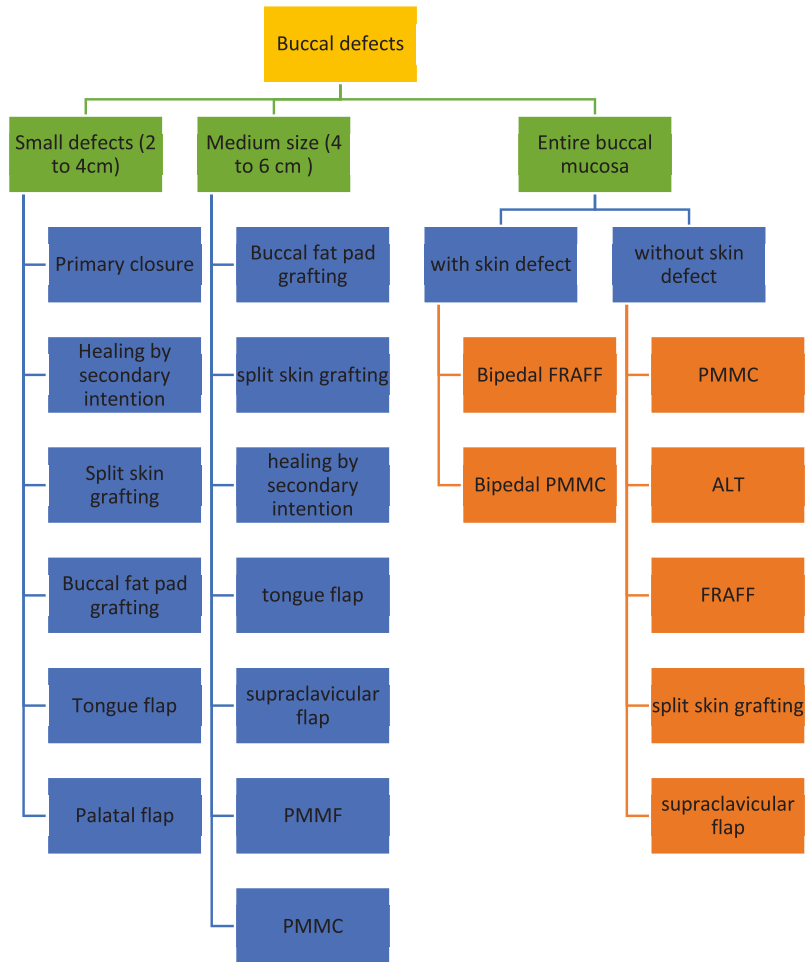 Buccal defects
Small defects (2
to 4cm)
Medium size (4
to 6 cm )
Entire buccal
mucosa
Primary closure
Healing by
secondary
intention
Split skin
grafting
Buccal fat pad
grafting
Tongue flap
Palatal flap
Buccal fat pad
grafting
split skin grafting
healing by
secondary
intention
tongue flap
supraclavicular
flap
PMMF
PMMC
with skin defect
Bipedal FRAFF
Bipedal PMMC
without skin
defect
PMMC
ALT
FRAFF
split skin grafting
supraclavicular
flap